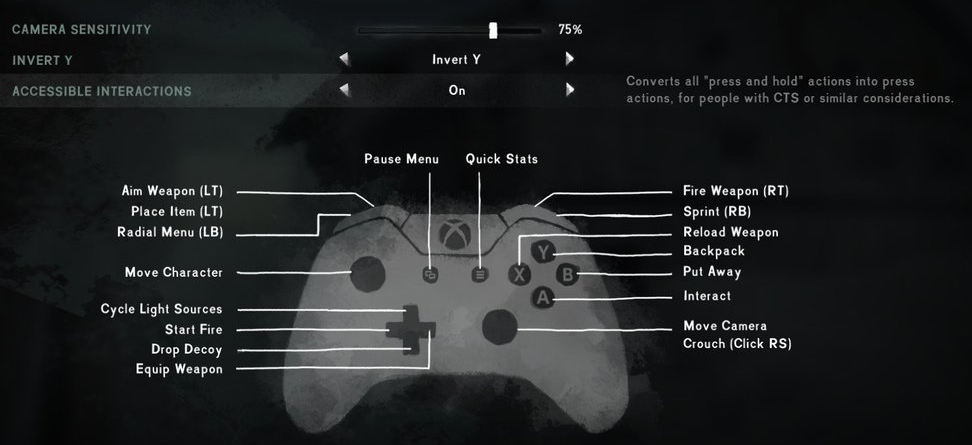 CAMERA SENSITIVITY 75%
INVERT Y Invert Y
ACCESSIBLE INTERACTIONS On
Converts all "press and hold" actions into press
actions, for people with CTS or similar considerations.
Pause Menu Quick Stats
Aim Weapon (LT)
Place Item (LT)
Radial Menu (LB)
Move Character
Cycle Light Sources
Start Fire
Drop Decoy
Equip Weapon
Fire Weapon (RT)
Sprint (RB)
Reload Weapon
Backpack
Put Away
Interact
Move Camera
Crouch (Click RS)
Y
X B
A